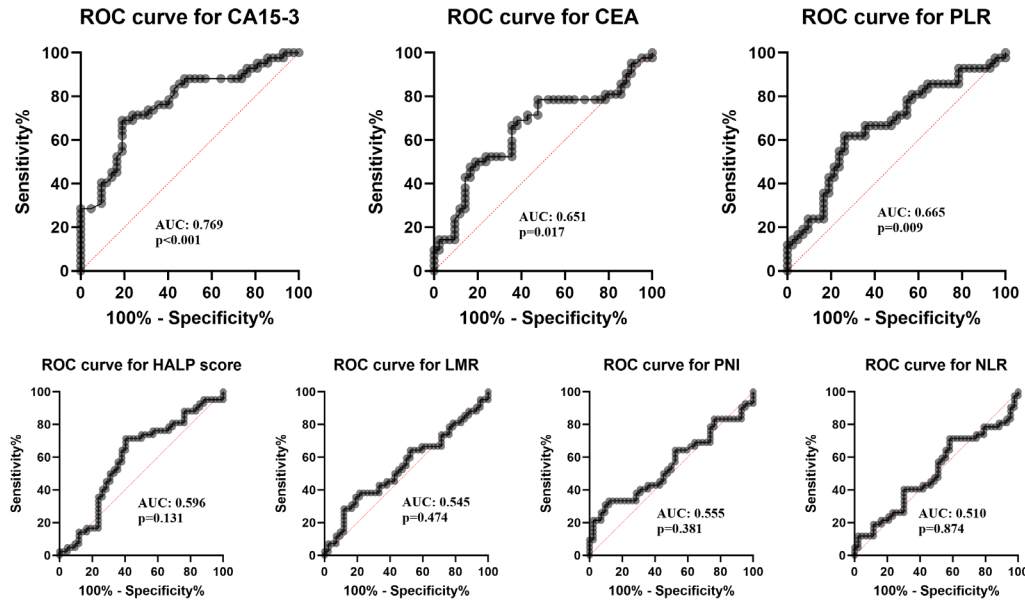 ROC curve for CA15-3
100
80
60
40
20
0
Sensitivity%
AUC: 0.769
p<0.001
0 20 40 60 80 100
100% - Specificity%
ROC curve for CEA
100
80
60
40
20
0
Sensitivity%
AUC: 0.651
p=0.017
0 20 40 60 80 100
100% - Specificity%
ROC curve for PLR
100
80
60
40
20
0
Sensitivity%
AUC: 0.665
p=0.009
0 20 40 60 80 100
100% - Specificity%
ROC curve for HALP score
100
80
60
40
20
0
Sensitivity%
AUC: 0.596
p=0.131
0 20 40 60 80 100
100% - Specificity%
ROC curve for LMR
100
80
60
40
20
0
Sensitivity%
AUC: 0.545
p=0.474
0 20 40 60 80 100
100% - Specificity%
ROC curve for PNI
100
80
60
40
20
0
Sensitivity%
AUC: 0.555
p=0.381
0 20 40 60 80 100
100% - Specificity%
ROC curve for NLR
100
80
60
40
20
0
Sensitivity%
AUC: 0.510
p=0.874
0 20 40 60 80 100
100% - Specificity%